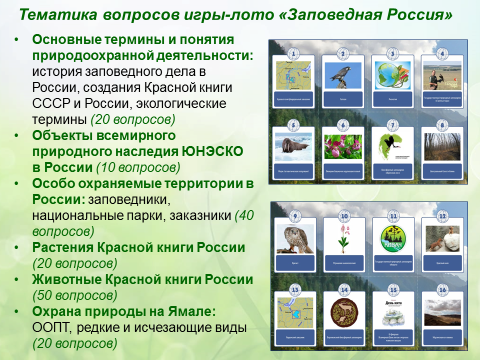 Тематика вопросов игры-лото «Заповедная Россия»
• Основные термины и понятия
природоохранной деятельности:
история заповедного дела в
России, создания Красной книги
СССР и России, экологические
термины (20 вопросов)
• Объекты всемирного
природного наследия ЮНЭСКО
в России (10 вопросов)
• Особо охраняемые территории в
России: заповедники,
национальные парки, заказники (40
вопросов)
• Растения Красной книги России
(20 вопросов)
• Животные Красной книги России
(50 вопросов)
• Охрана природы на Ямале:
ООПТ, редкие и исчезающие виды
(20 вопросов)
1 2 3 4
5 6 7 8
9 10 11 12
13 14 15 16